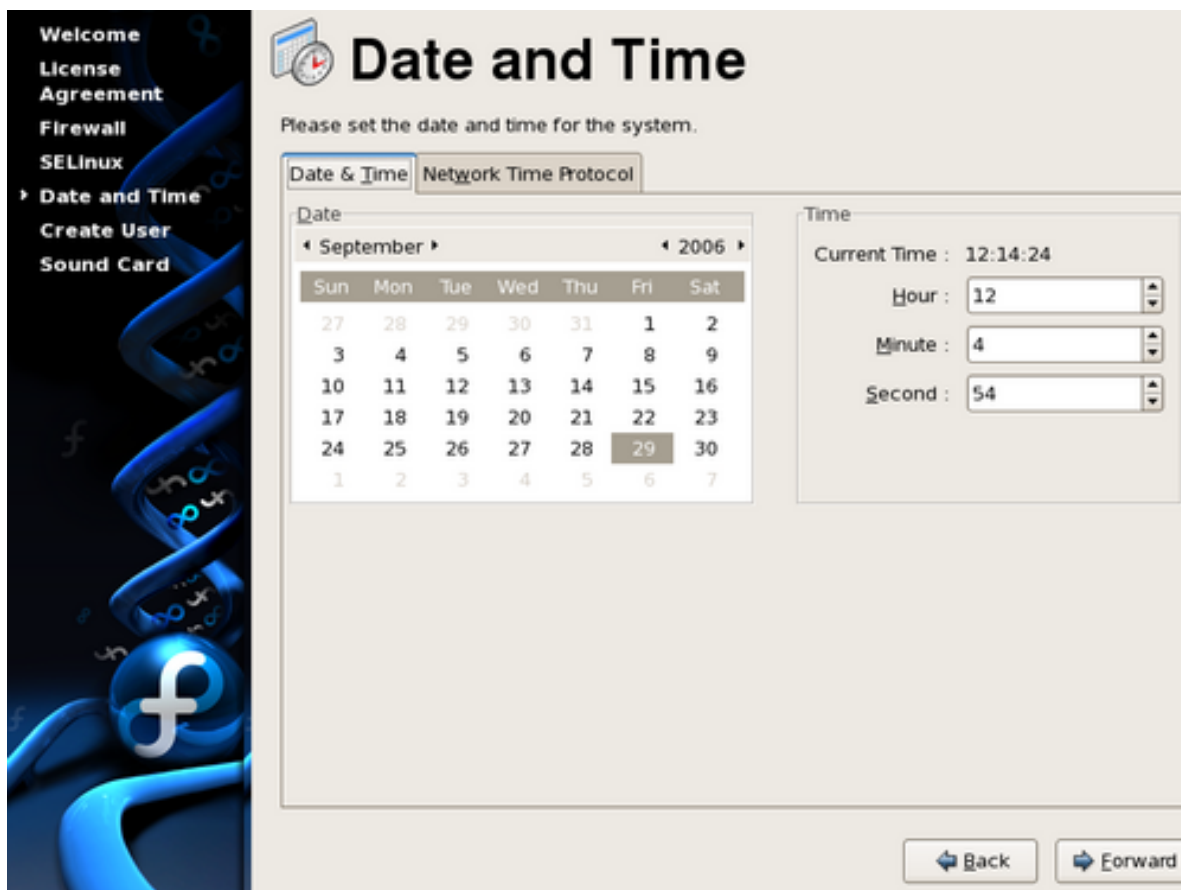 Welcome
License
Agreement
Firewall
SELinux
Date and Time
Create User
Sound Card
Date and Time
Please set the date and time for the system.
Date & Time Network Time Protocol
Date
September 2006
Sun Mon Tue Wed Thu Fri Sat
27 28 29 30 31 1 2
3 4 5 6 7 8 9
10 11 12 13 14 15 16
17 18 19 20 21 22 23
24 25 26 27 28 29 30
1 2 3 4 5 6 7
Time
Current Time : 12:14:24
Hour : 12
Minute : 4
Second : 54
Back Forward